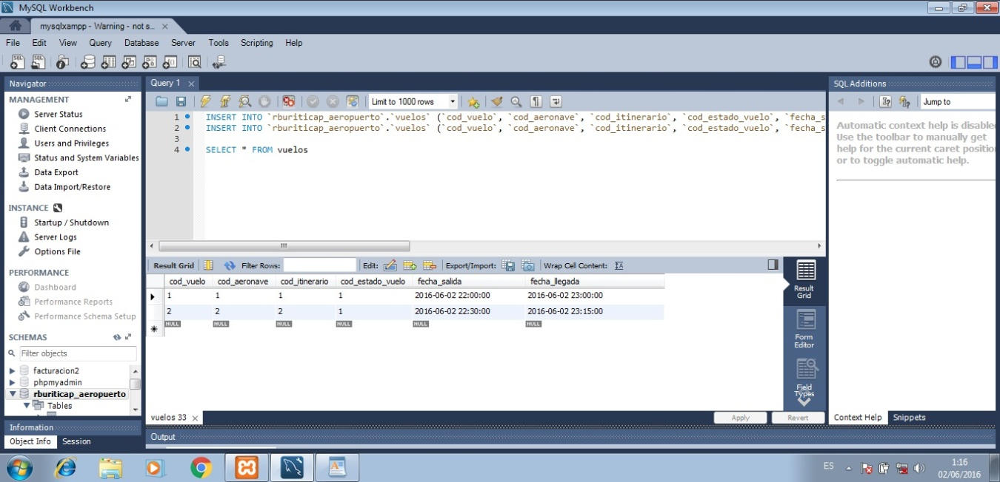 MySQL Workbench
mysqlxampp - Warning - not s...
File Edit View Query Database Server Tools Scripting Help
Navigator
MANAGEMENT
Server Status
Client Connections
Users and Privileges
Status and System Variables
Data Export
Data Import/Restore
INSTANCE
Startup / Shutdown
Server Logs
Options File
PERFORMANCE
Dashboard
Performance Reports
Performance Schema Setup
SCHEMAS
Filter objects
facturacion2
phpmyadmin
rburiticap_aeropuerto
Tables
Information
Object Info Session
Query 1
Limit to 1000 rows
1 INSERT INTO `rburiticap_aeropuerto`.`vuelos` (`cod_vuelo`, `cod_aeronave`, `cod_itinerario`, `cod_estado_vuelo`, `fecha_s
2 INSERT INTO `rburiticap_aeropuerto`.`vuelos` (`cod_vuelo`, `cod_aeronave`, `cod_itinerario`, `cod_estado_vuelo`, `fecha_s
3
4 SELECT * FROM vuelos
Result Grid Filter Rows: Edit: Export/Import: Wrap Cell Content:
cod_vuelo cod_aeronave cod_itinerario cod_estado_vuelo fecha_salida fecha_llegada
1 1 1 1 2016-06-02 22:00:00 2016-06-02 23:00:00
2 2 2 1 2016-06-02 22:30:00 2016-06-02 23:15:00
NULL NULL NULL NULL NULL NULL
Result
Grid
Form
Editor
Field
Types
vuelos 33
Apply Revert
Output
SQL Additions
Jump to
Automatic context help is disable
Use the toolbar to manually get
help for the current caret positio
or to toggle automatic help.
Context Help Snippets
ES
1:16
02/06/2016